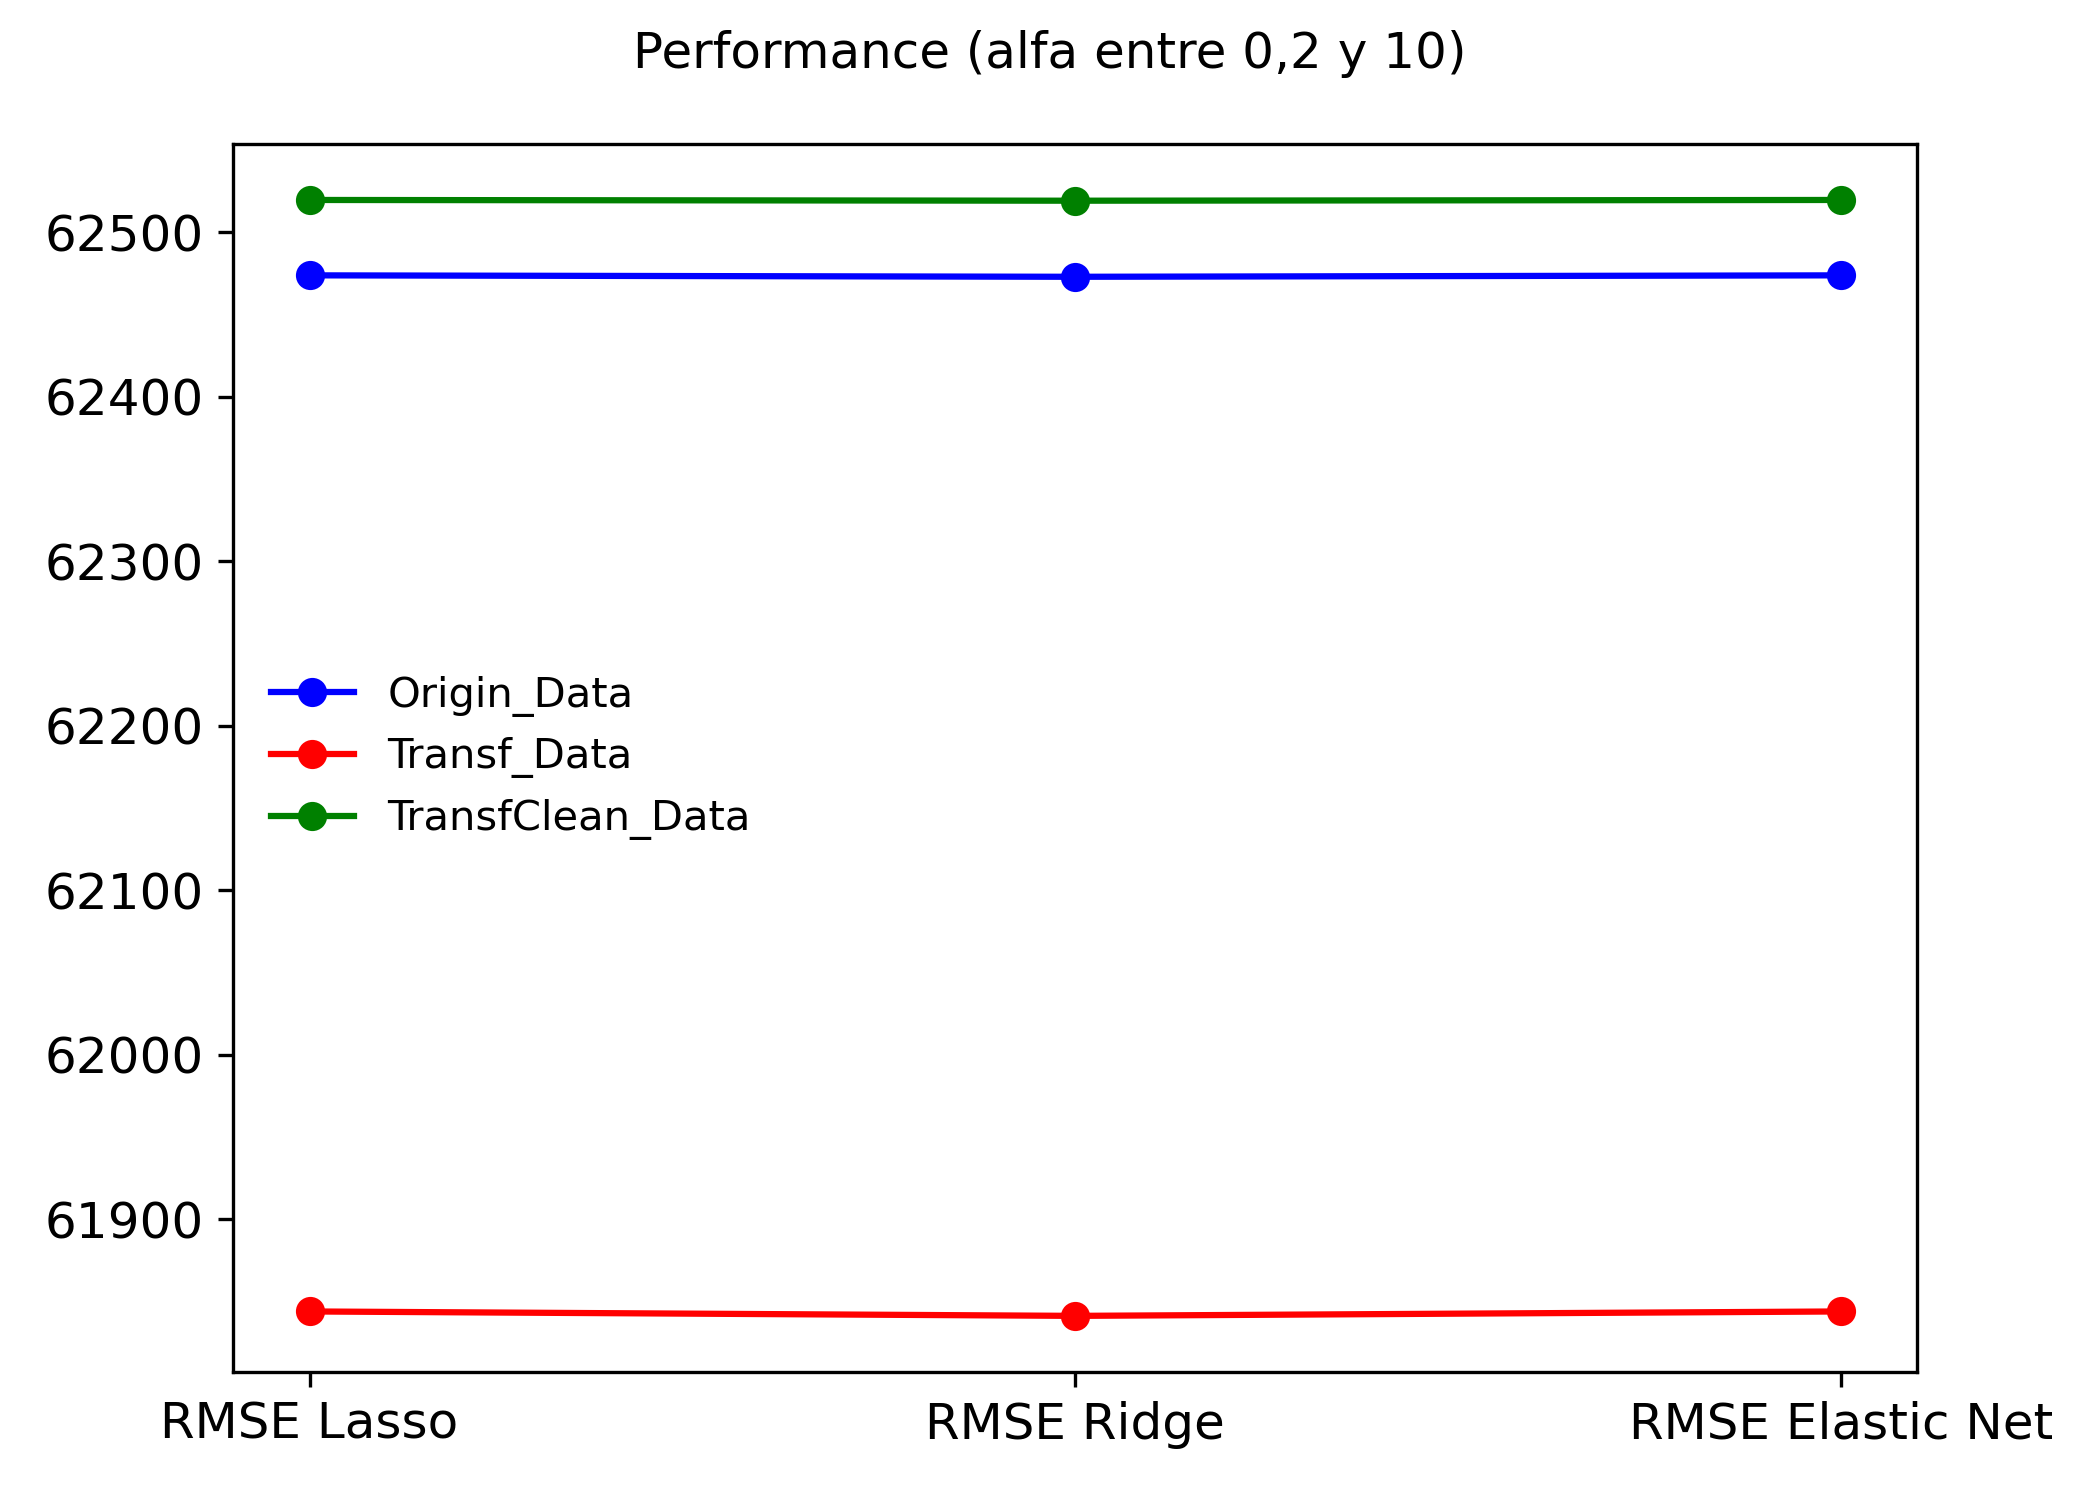 Performance (alfa entre 0,2 y 10)
62500
62400
62300
62200
62100
62000
61900
Origin_Data
Transf_Data
TransfClean_Data
RMSE Lasso
RMSE Ridge
RMSE Elastic Net